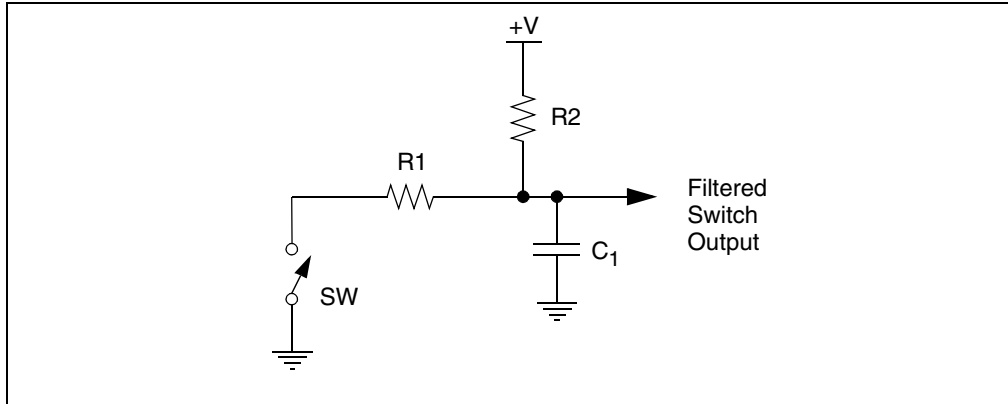 +V
R2
R1
Filtered
Switch
Output
C₁
SW